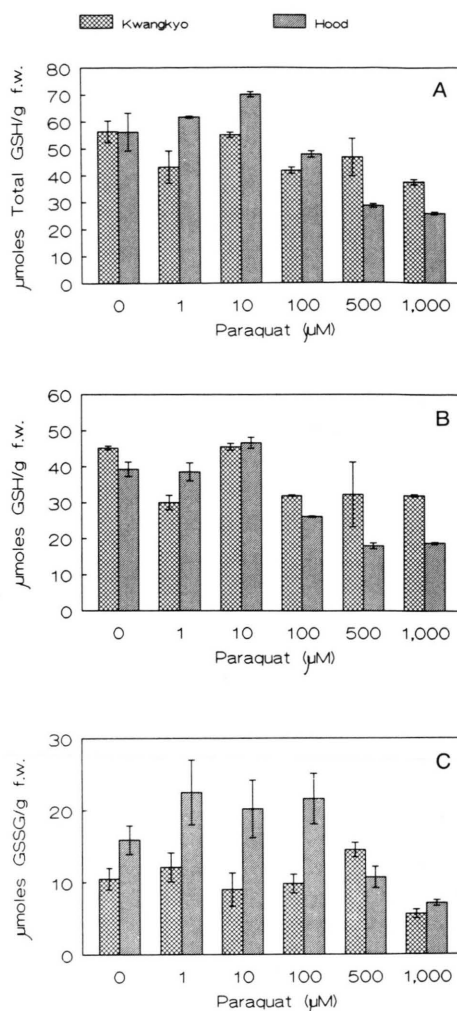 Kwangkyo Hood
A
μmoles Total GSH/g f.w.
80
70
60
50
40
30
20
10
0
0 1 10 100 500 1,000
Paraquat (μM)
B
μmoles GSH/g f.w.
60
50
40
30
20
10
0
0 1 10 100 500 1,000
Paraquat (μM)
C
μmoles GSSG/g f.w.
30
20
10
0
0 1 10 100 500 1,000
Paraquat (μM)